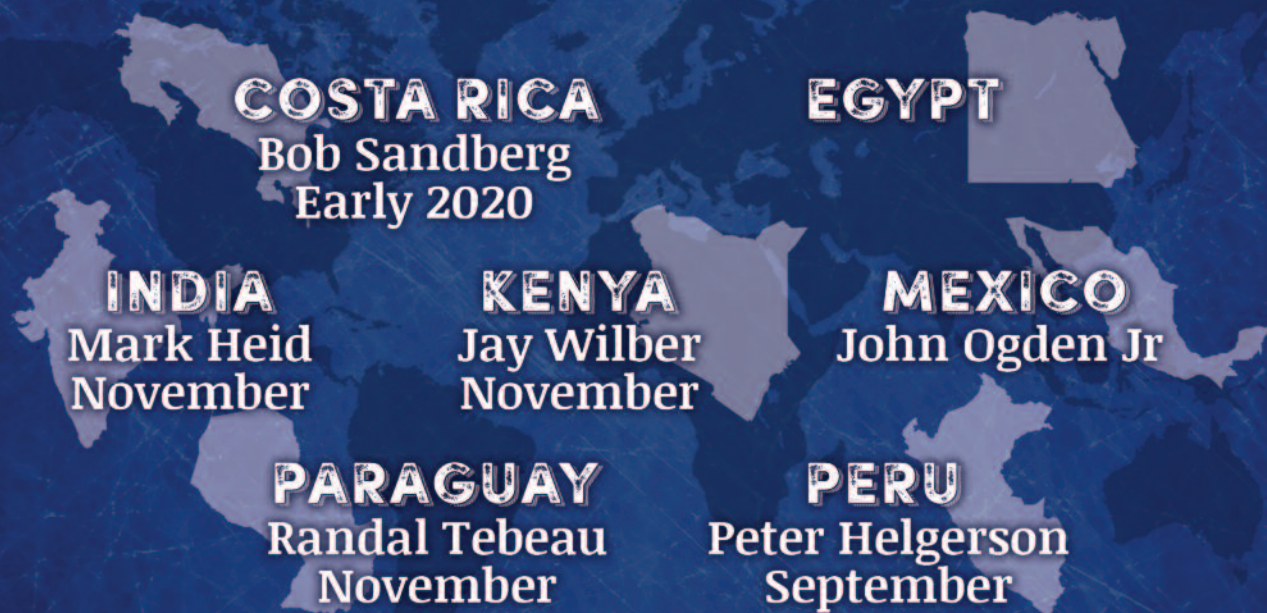 COSTA RICA
Bob Sandberg
Early 2020
EGYPT
INDIA
Mark Heid
November
KENYA
Jay Wilber
November
MEXICO
John Ogden Jr
PARAGUAY
Randal Tebeau
November
PERU
Peter Helgerson
September